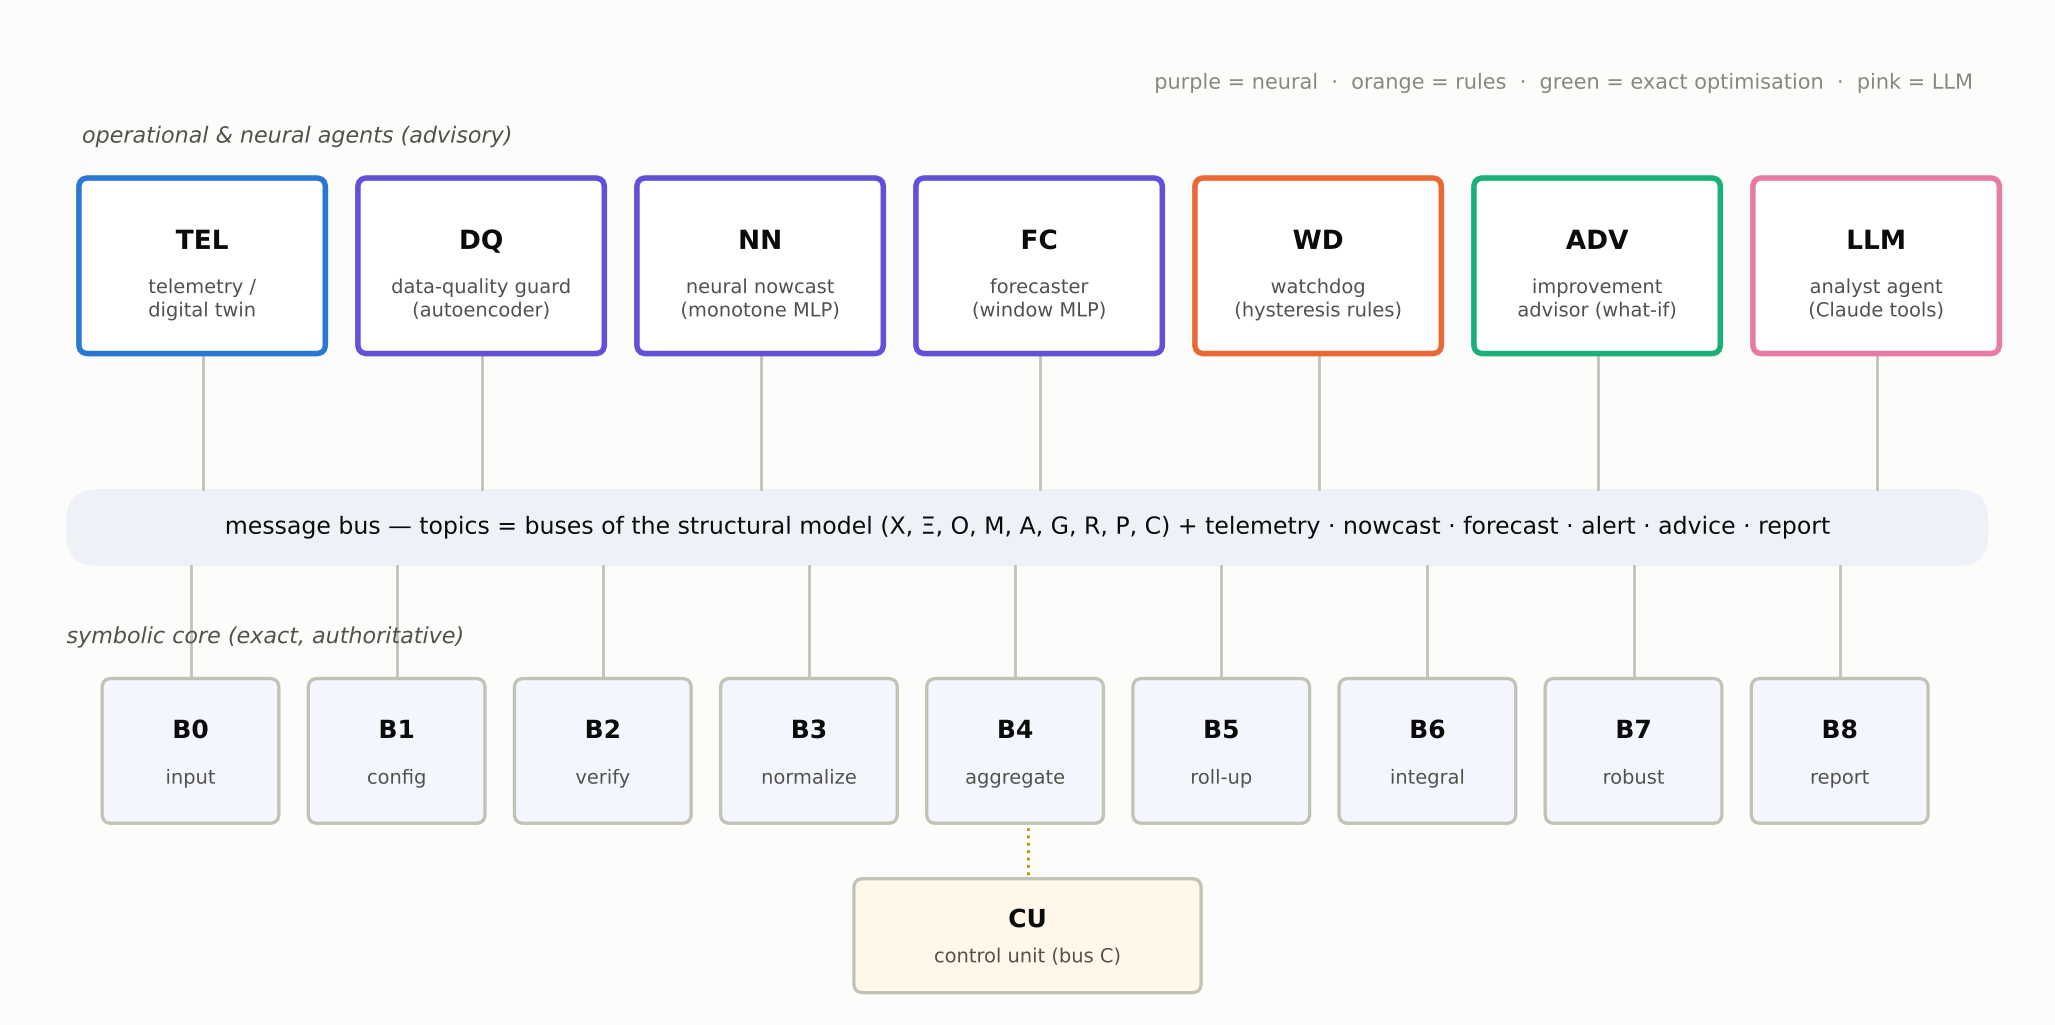 purple = neural · orange = rules · green = exact optimisation · pink = LLM
operational & neural agents (advisory)
TEL
telemetry /
digital twin
DQ
data-quality guard
(autoencoder)
NN
neural nowcast
(monotone MLP)
FC
forecaster
(window MLP)
WD
watchdog
(hysteresis rules)
ADV
improvement
advisor (what-if)
LLM
analyst agent
(Claude tools)
message bus — topics = buses of the structural model (X, Ξ, O, M, A, G, R, P, C) + telemetry · nowcast · forecast · alert · advice · report
symbolic core (exact, authoritative)
B0
input
B1
config
B2
verify
B3
normalize
B4
aggregate
B5
roll-up
B6
integral
B7
robust
B8
report
CU
control unit (bus C)